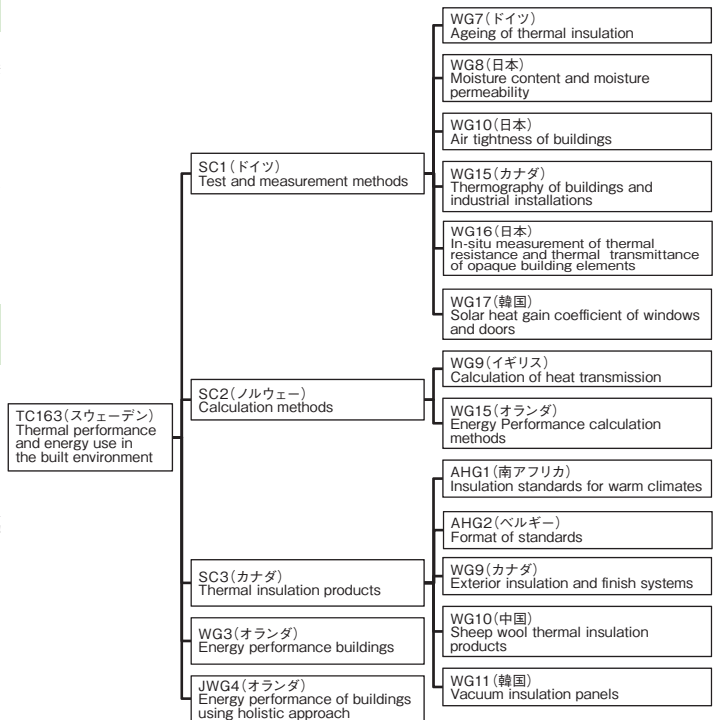 TC163(スウェーデン)
Thermal performance
and energy use in
the built environment
SC1(ドイツ)
Test and measurement methods
WG7(ドイツ)
Ageing of thermal insulation
WG8(日本)
Moisture content and moisture
permeability
WG10(日本)
Air tightness of buildings
WG15(カナダ)
Thermography of buildings and
industrial installations
WG16(日本)
In-situ measurement of thermal
resistance and thermal transmittance
of opaque building elements
WG17(韓国)
Solar heat gain coefficient of windows
and doors
SC2(ノルウェー)
Calculation methods
WG9(イギリス)
Calculation of heat transmission
WG15(オランダ)
Energy Performance calculation
methods
SC3(カナダ)
Thermal insulation products
AHG1(南アフリカ)
Insulation standards for warm climates
AHG2(ベルギー)
Format of standards
WG9(カナダ)
Exterior insulation and finish systems
WG10(中国)
Sheep wool thermal insulation
products
WG11(韓国)
Vacuum insulation panels
WG3(オランダ)
Energy performance buildings
JWG4(オランダ)
Energy performance of buildings
using holistic approach